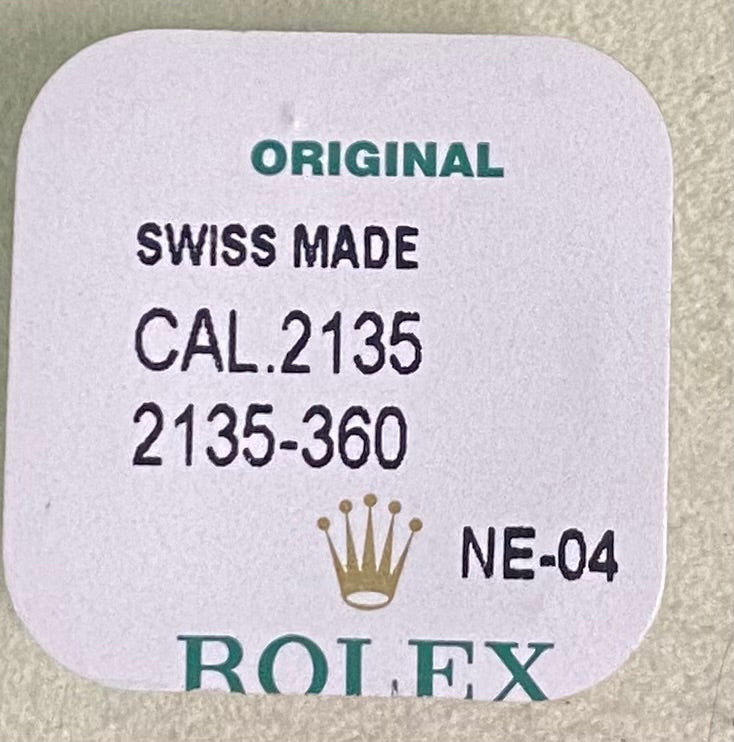 ORIGINAL
SWISS MADE
CAL.2135
2135-360
NE-04
ROLEX